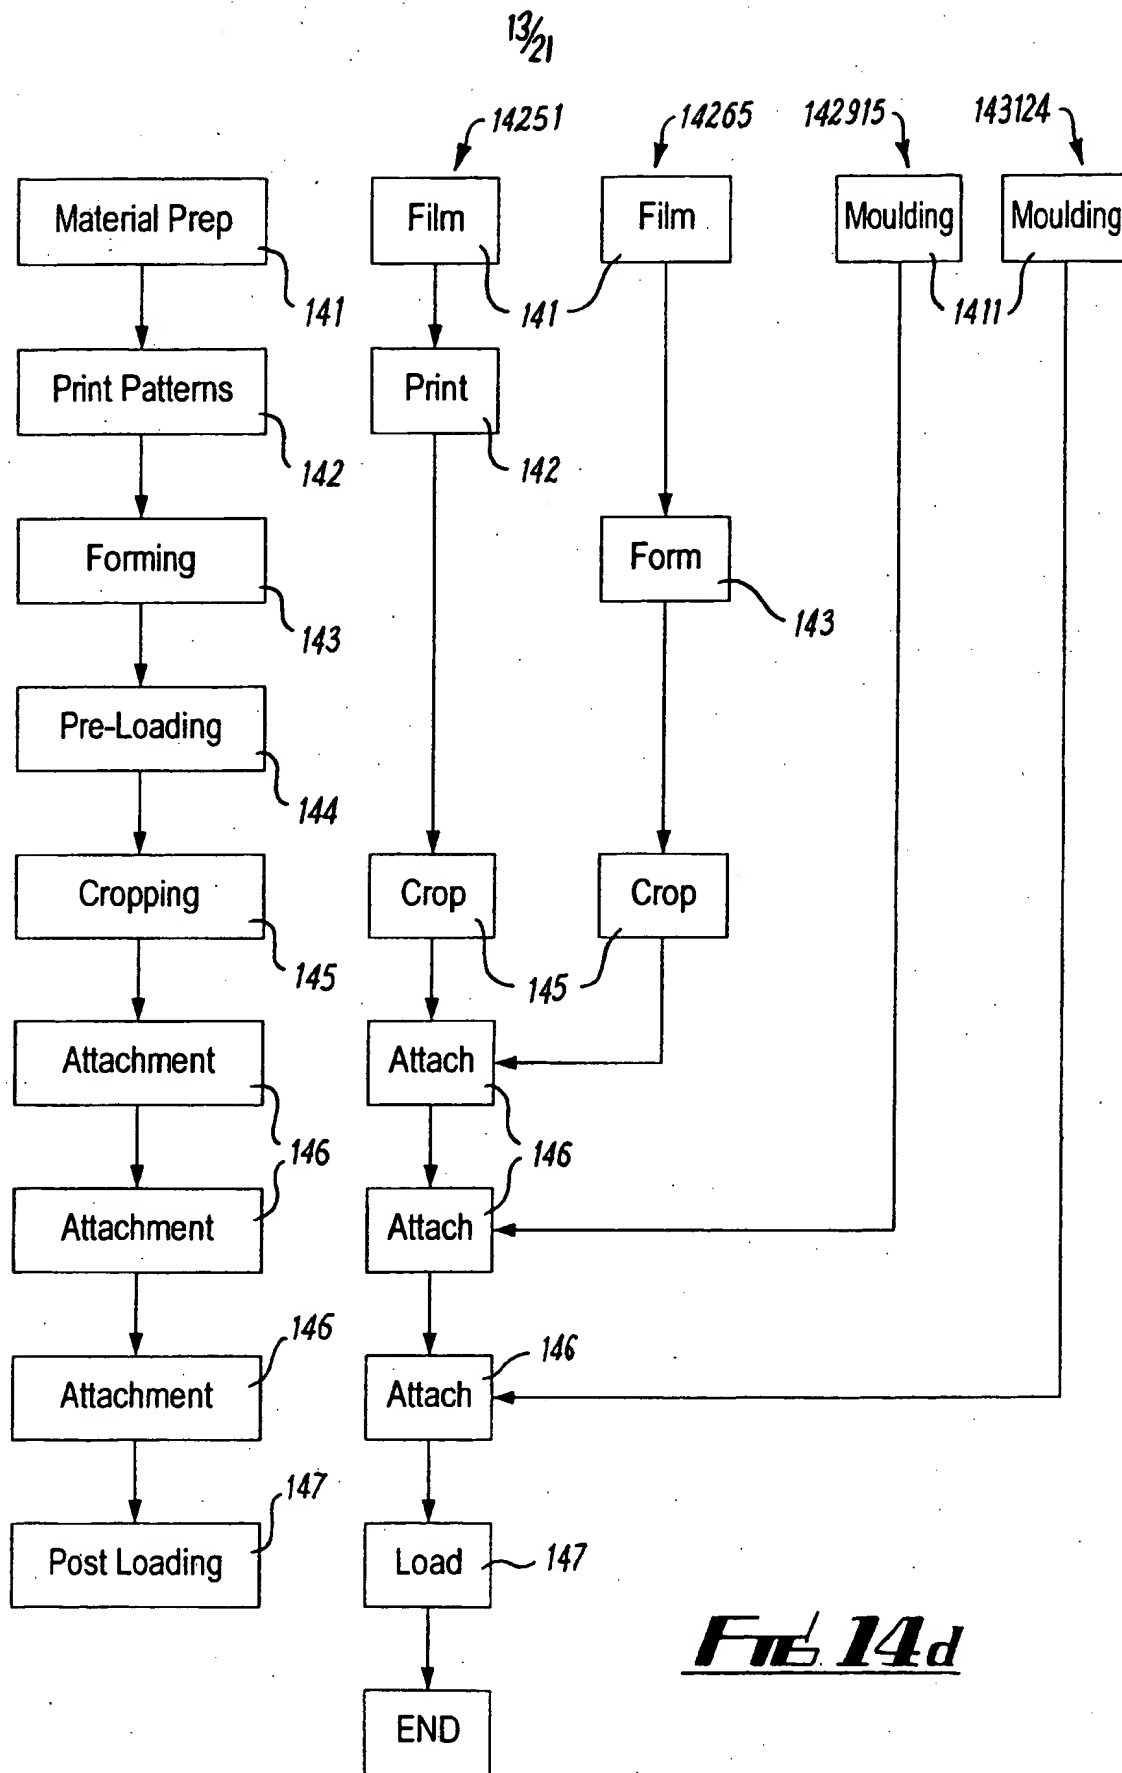 13/21
14251 14265 142915 143124
Material Prep Film Film Moulding Moulding
141 141 1411
Print Patterns Print
142 142
Forming Form
143 143
Pre-Loading
144
Cropping Crop Crop
145 145
Attachment Attach
146 146
Attachment Attach
146 146
Attachment Attach
147 147
Post Loading Load
END
FIG. 14d